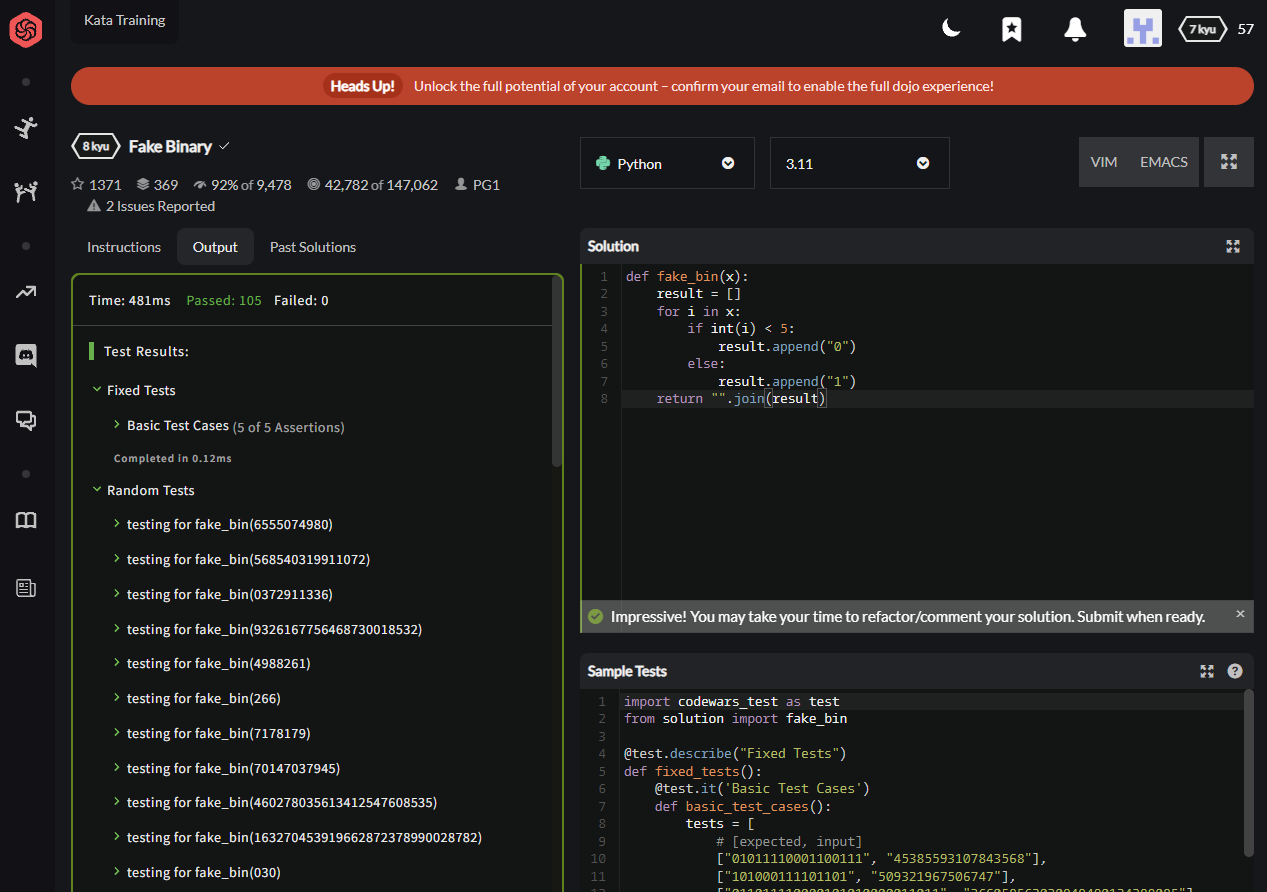 Kata Training
7 kyu 57
Heads Up! Unlock the full potential of your account – confirm your email to enable the full dojo experience!
8 kyu Fake Binary
1371 369 92% of 9,478 42,782 of 147,062 PG1
2 Issues Reported
Python
3.11
VIM EMACS
Instructions Output Past Solutions
Time: 481ms Passed: 105 Failed: 0
Test Results:
Fixed Tests
Basic Test Cases (5 of 5 Assertions)
Completed in 0.12ms
Random Tests
testing for fake_bin(6555074980)
testing for fake_bin(568540319911072)
testing for fake_bin(0372911336)
testing for fake_bin(9326167756468730018532)
testing for fake_bin(4988261)
testing for fake_bin(266)
testing for fake_bin(7178179)
testing for fake_bin(70147037945)
testing for fake_bin(460278035613412547608535)
testing for fake_bin(163270453919662872378990028782)
testing for fake_bin(030)
Solution
1 def fake_bin(x):
2 result = []
3 for i in x:
4 if int(i) < 5:
5 result.append("0")
6 else:
7 result.append("1")
8 return "".join(result)
Impressive! You may take your time to refactor/comment your solution. Submit when ready.
Sample Tests
1 import codewars_test as test
2 from solution import fake_bin
3
4 @test.describe("Fixed Tests")
5 def fixed_tests():
6 @test.it('Basic Test Cases')
7 def basic_test_cases():
8 tests = [
9 # [expected, input]
10 ["01011110001100111", "45385593107843568"],
11 ["101000111101101", "509321967506747"],